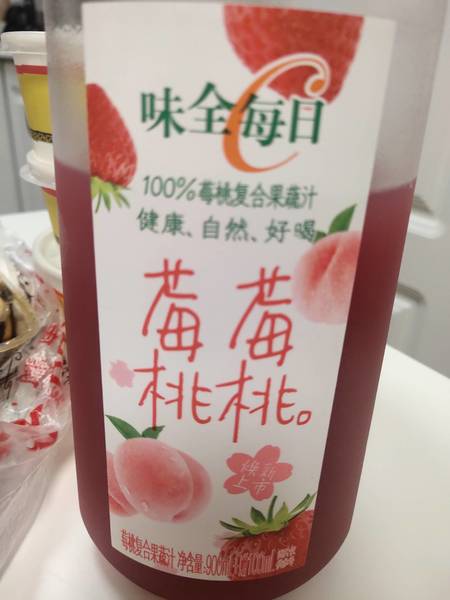 味全每日C
100%莓桃复合果蔬汁
健康、自然、好喝
莓莓
桃桃。
焕新
上市
莓桃复合果蔬汁 净含量:900ml